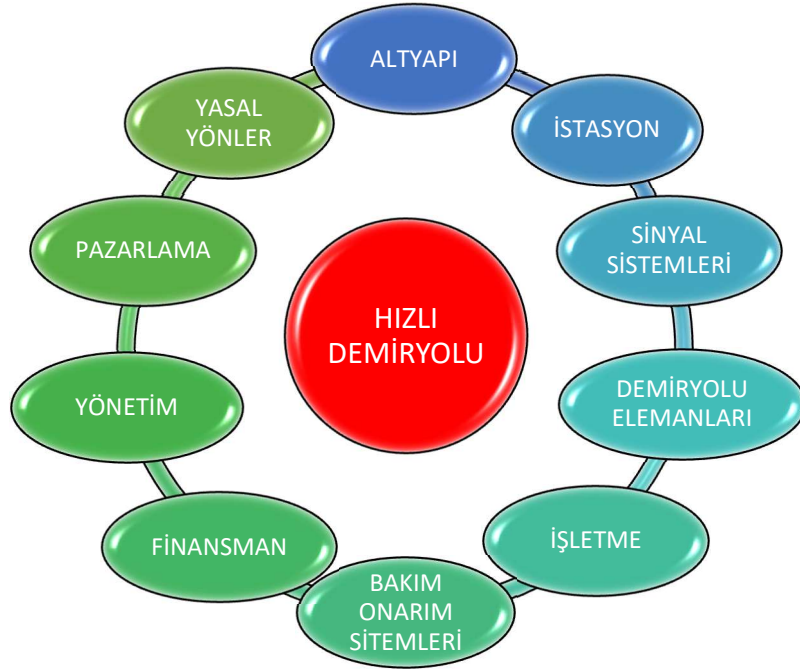 ALTYAPI
İSTASYON
SİNYAL
SİSTEMLERİ
DEMİRYOLU
ELEMANLARI
İŞLETME
BAKIM
ONARIM
SİTEMLERİ
FİNANSMAN
YÖNETİM
PAZARLAMA
YASAL
YÖNLER
HIZLI
DEMİRYOLU